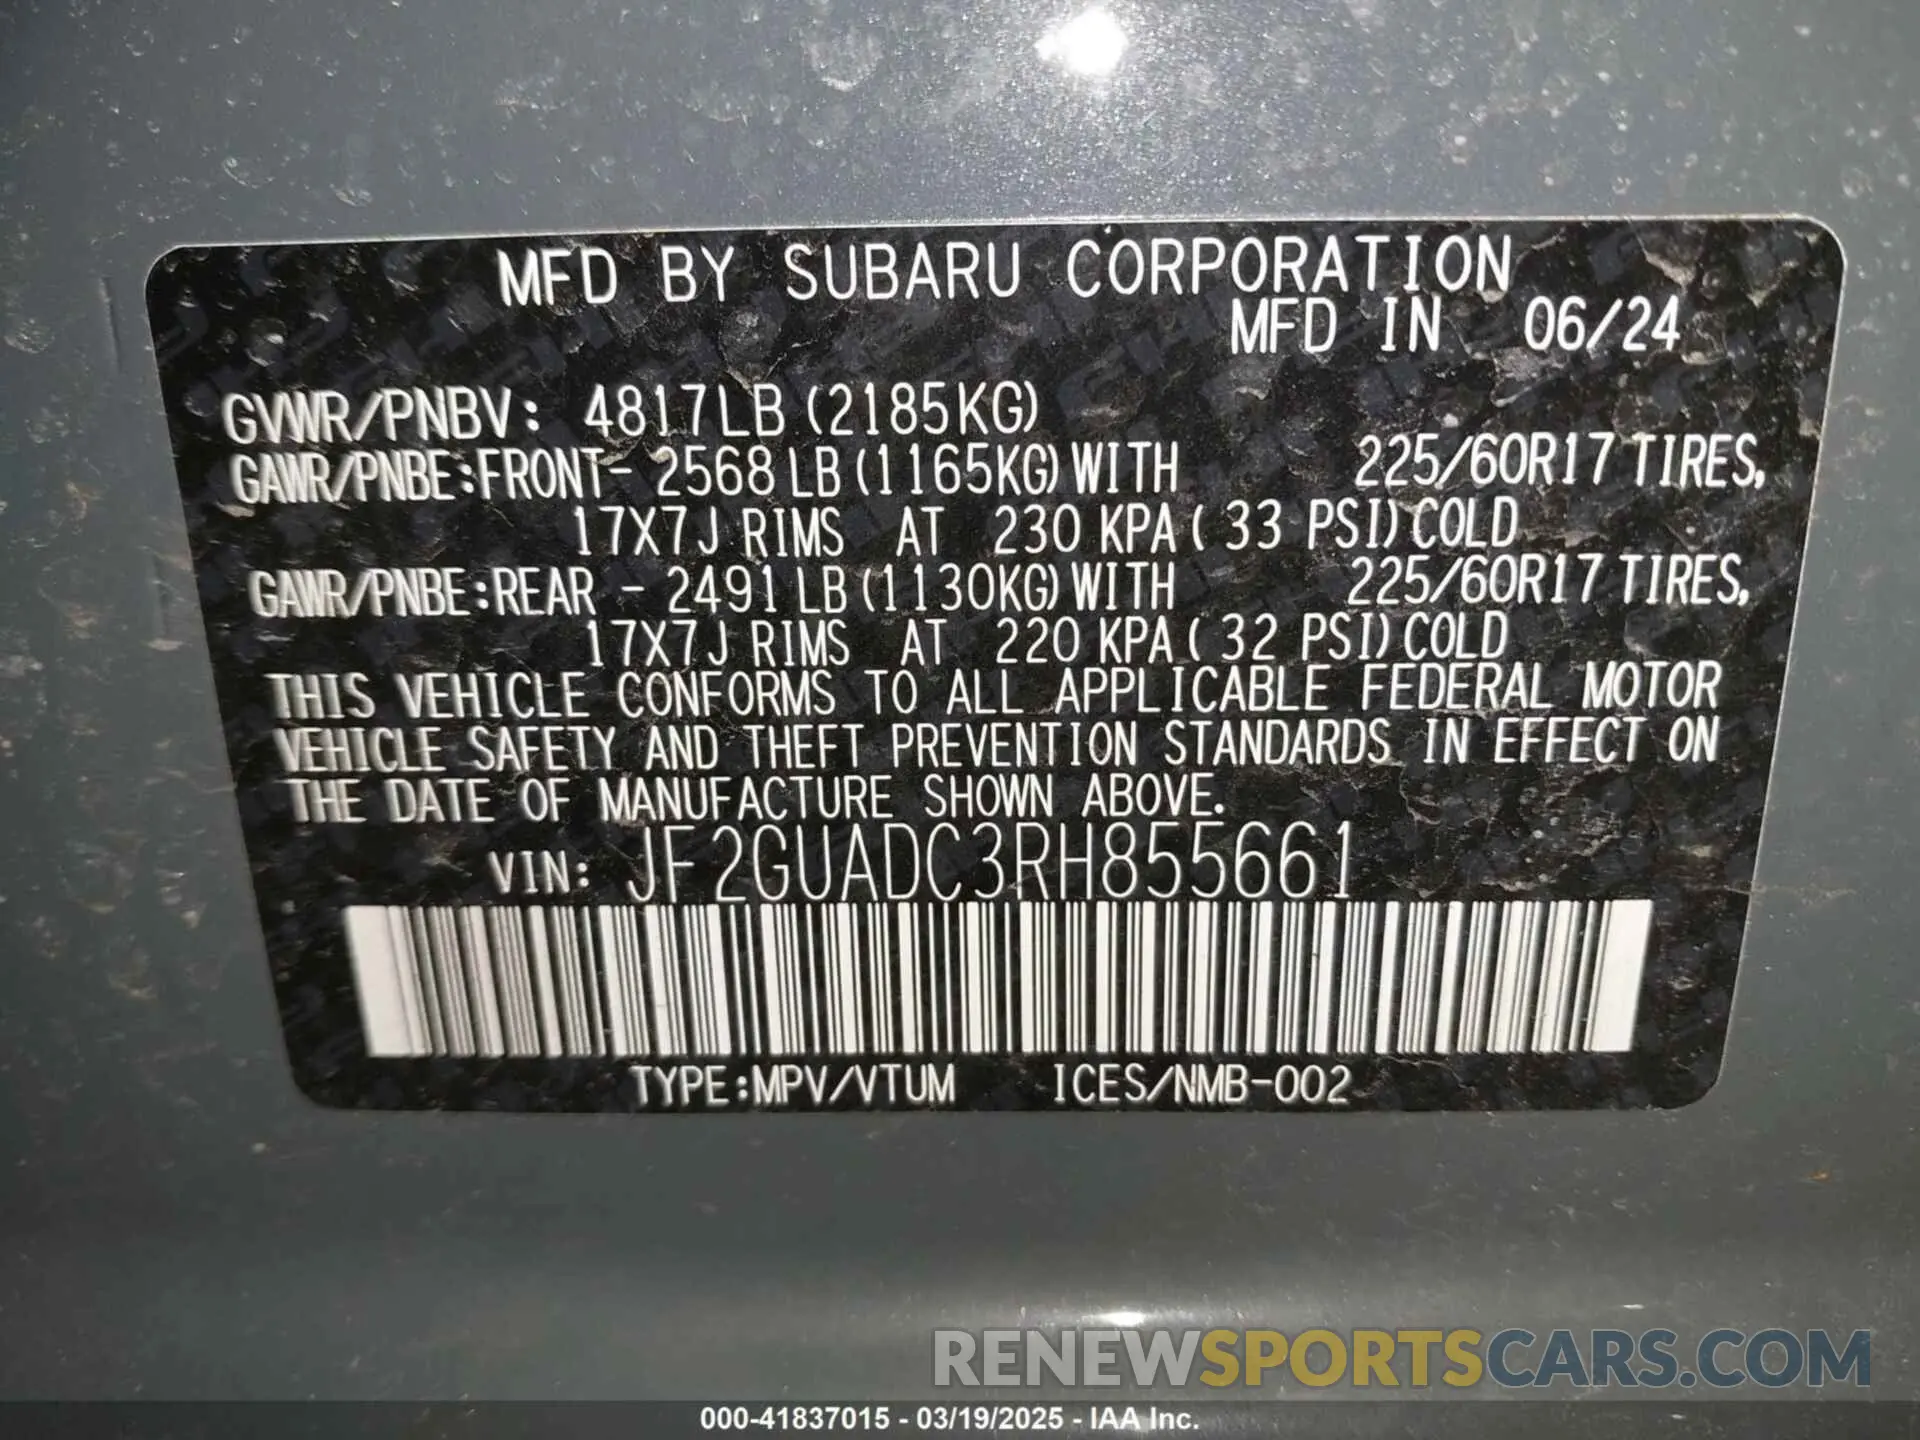 MFD BY SUBARU CORPORATION
MFD IN 06/24
GVWR/PNBV: 4817LB (2185KG)
GAWR/PNBE:FRONT- 2568 LB (1165KG) WITH 225/60R17 TIRES,
17X7J RIMS AT 230 KPA ( 33 PSI) COLD
GAWR/PNBE:REAR - 2491 LB (1130KG) WITH 225/60R17 TIRES,
17X7J RIMS AT 220 KPA ( 32 PSI) COLD
THIS VEHICLE CONFORMS TO ALL APPLICABLE FEDERAL MOTOR
VEHICLE SAFETY AND THEFT PREVENTION STANDARDS IN EFFECT ON
THE DATE OF MANUFACTURE SHOWN ABOVE.
VIN: JF2GUADC3RH855661
TYPE:MPV/VTUM ICES/NMB-002
RENEWSPORTSCARS.COM
000-41837015 - 03/19/2025 - IAA Inc.